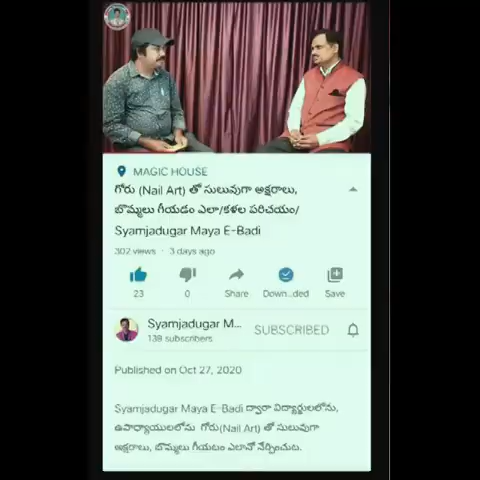 MAGIC HOUSE
గోరు (Nail Art) తో సులువుగా అక్షరాలు,
బొమ్మలు గీయడం ఎలా/కళల పరిచయం/
Syamjadugar Maya E-Badi
302 views · 3 days ago
23
0
Share
Down...ded
Save
Syamjadugar M...
SUBSCRIBED
138 subscribers
Published on Oct 27, 2020
Syamjadugar Maya E-Badi ద్వారా విద్యార్థులలోను,
ఉపాధ్యాయులలోను గోరు(Nail Art) తో సులువుగా
అక్షరాలు, బొమ్మలు గీయటం ఎలానో నేర్పించుట.